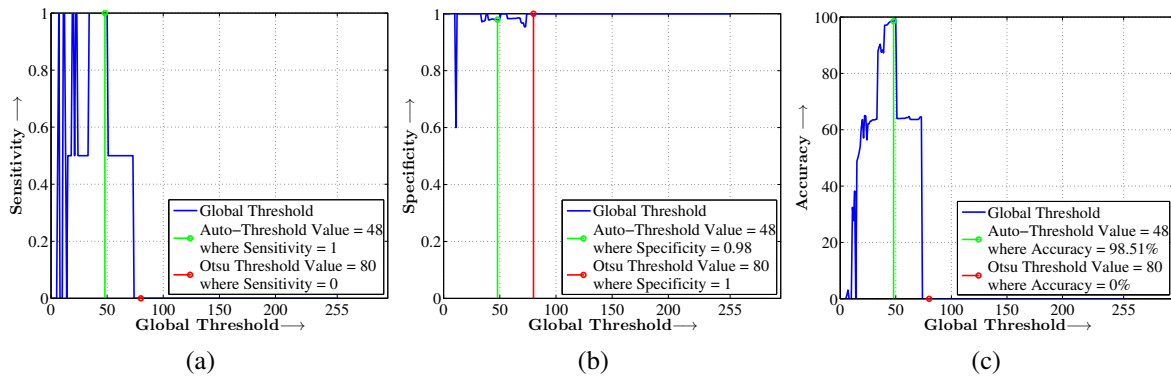 1
0.8
0.6
0.4
0.2
0
Sensitivity →
Global Threshold
Auto−Threshold Value = 48
where Sensitivity = 1
Otsu Threshold Value = 80
where Sensitivity = 0
0 50 100 150 200 255
Global Threshold→
(a)
1
0.8
0.6
0.4
0.2
0
Specificity →
Global Threshold
Auto−Threshold Value = 48
where Specificity = 0.98
Otsu Threshold Value = 80
where Specificity = 1
0 50 100 150 200 255
Global Threshold→
(b)
100
80
60
40
20
0
Accuracy →
Global Threshold
Auto−Threshold Value = 48
where Accuracy = 98.51%
Otsu Threshold Value = 80
where Accuracy = 0%
0 50 100 150 200 255
Global Threshold→
(c)